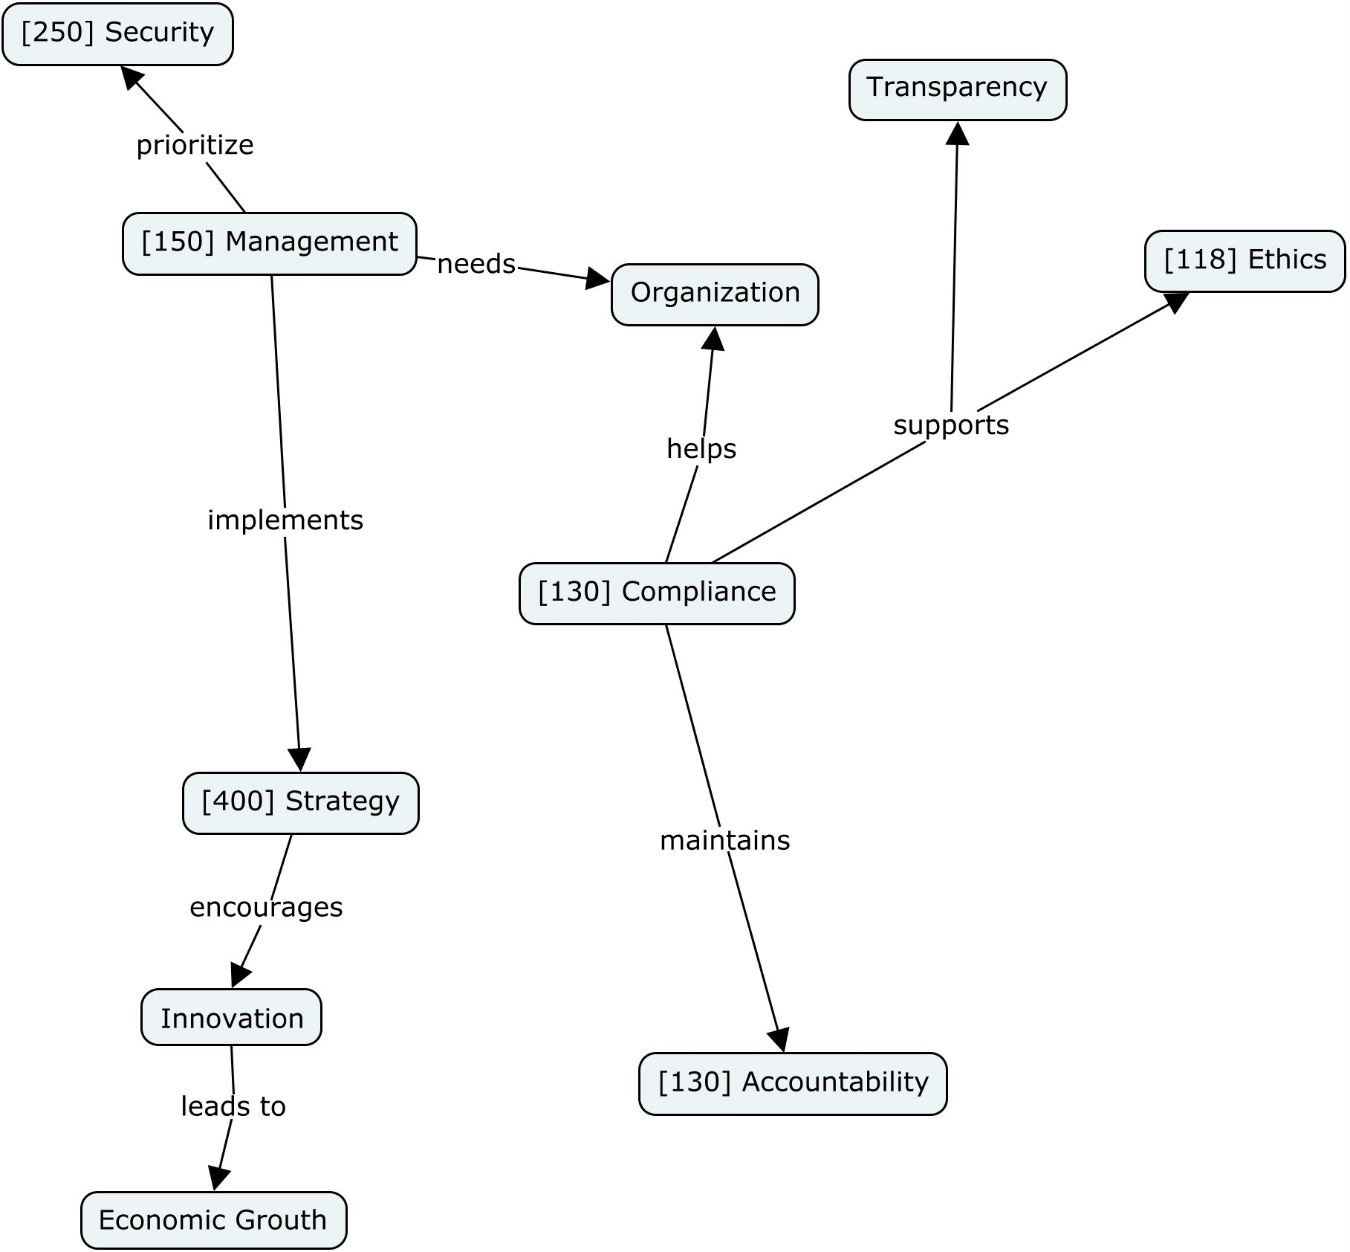 [250] Security
Transparency
prioritize
[150] Management
[118] Ethics
needs
Organization
supports
helps
implements
[130] Compliance
[400] Strategy
maintains
encourages
Innovation
[130] Accountability
leads to
Economic Grouth